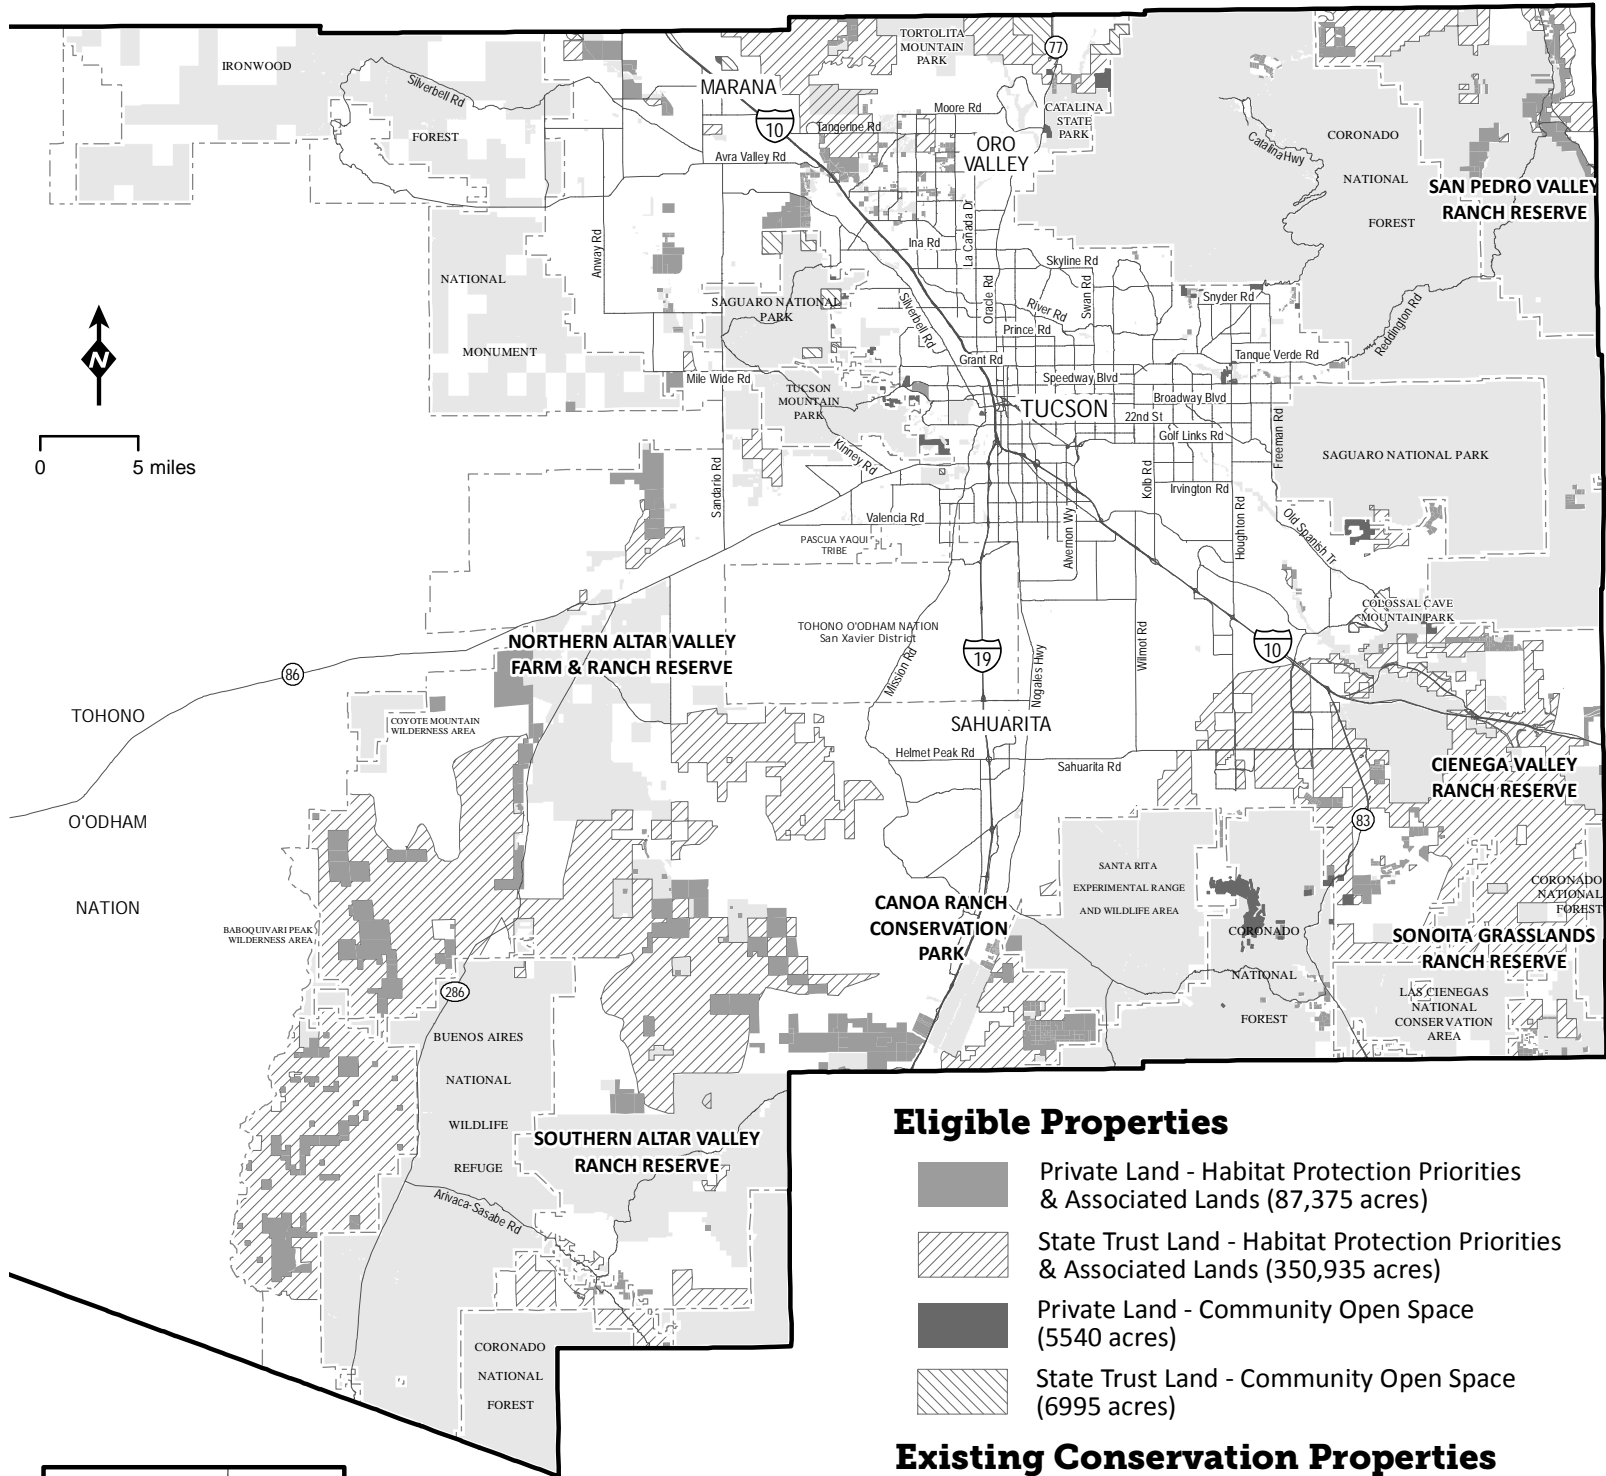 IRONWOOD
FOREST
NATIONAL
MONUMENT
Silverbell Rd
MARANA
10
Tangerine Rd
Avra Valley Rd
TORTOLITA
MOUNTAIN
PARK
77
Moore Rd
ORO
VALLEY
CATALINA
STATE
PARK
Catalina Hwy
CORONADO
NATIONAL
FOREST
SAN PEDRO VALLEY
RANCH RESERVE
Anway Rd
Ina Rd
La Cañada Dr
Skyline Rd
Oracle Rd
Swan Rd
Snyder Rd
River Rd
Silverbell Rd
Prince Rd
Grant Rd
Tanque Verde Rd
Reddington Rd
SAGUARO NATIONAL
PARK
Mile Wide Rd
TUCSON
MOUNTAIN
PARK
Speedway Blvd
Broadway Blvd
TUCSON
22nd St
Golf Links Rd
Freeman Rd
SAGUARO NATIONAL PARK
N
0
5 miles
Kinney Rd
Sandario Rd
Kolb Rd
Irvington Rd
Valencia Rd
Alvernon Wy
Houghton Rd
Old Spanish Tr
PASCUA YAQUI
TRIBE
TOHONO O'ODHAM NATION
San Xavier District
COLOSSAL CAVE
MOUNTAIN PARK
NORTHERN ALTAR VALLEY
FARM & RANCH RESERVE
86
Mission Rd
19
Nogales Hwy
Wilmot Rd
10
TOHONO
O'ODHAM
NATION
COYOTE MOUNTAIN
WILDERNESS AREA
SAHUARITA
Helmet Peak Rd
Sahuarita Rd
CIENEGA VALLEY
RANCH RESERVE
83
SANTA RITA
EXPERIMENTAL RANGE
AND WILDLIFE AREA
CORONADO
NATIONAL
FOREST
CANOA RANCH
CONSERVATION
PARK
CORONADO
NATIONAL
FOREST
SONOITA GRASSLANDS
RANCH RESERVE
LAS CIENEGAS
NATIONAL
CONSERVATION
AREA
BABOQUIVARI PEAK
WILDERNESS AREA
286
BUENOS AIRES
NATIONAL
WILDLIFE
REFUGE
SOUTHERN ALTAR VALLEY
RANCH RESERVE
Arivaca-Sasabe Rd
CORONADO
NATIONAL
FOREST
Eligible Properties
Private Land - Habitat Protection Priorities
& Associated Lands (87,375 acres)
State Trust Land - Habitat Protection Priorities
& Associated Lands (350,935 acres)
Private Land - Community Open Space
(5540 acres)
State Trust Land - Community Open Space
(6995 acres)
Existing Conservation Properties